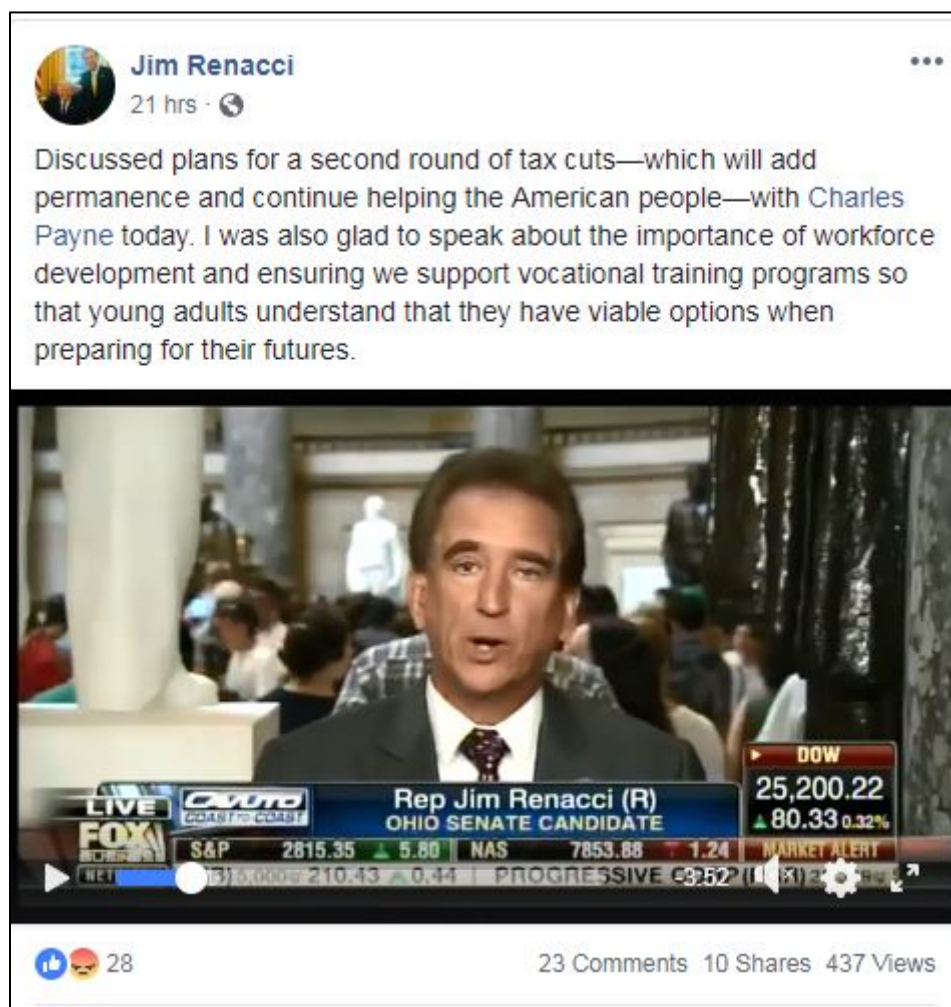 Jim Renacci
21 hrs ·
Discussed plans for a second round of tax cuts—which will add
permanence and continue helping the American people—with Charles
Payne today. I was also glad to speak about the importance of workforce
development and ensuring we support vocational training programs so
that young adults understand that they have viable options when
preparing for their futures.
DOW
25,200.22
▲ 80.33 0.32%
MARKET ALERT
LIVE
FOX
BUSINESS
CAVUTO
COAST TO COAST
Rep Jim Renacci (R)
OHIO SENATE CANDIDATE
S&P 2815.35 ▲ 5.80 NAS 7853.88 ▼ 1.24
210.43 ▲ 0.44 PROGRESSIVE
3:52
28
23 Comments 10 Shares 437 Views